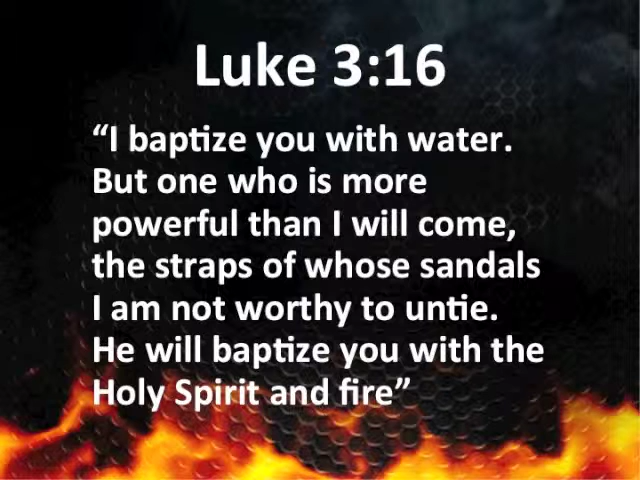 Luke 3:16
“I baptize you with water.
But one who is more
powerful than I will come,
the straps of whose sandals
I am not worthy to untie.
He will baptize you with the
Holy Spirit and fire”